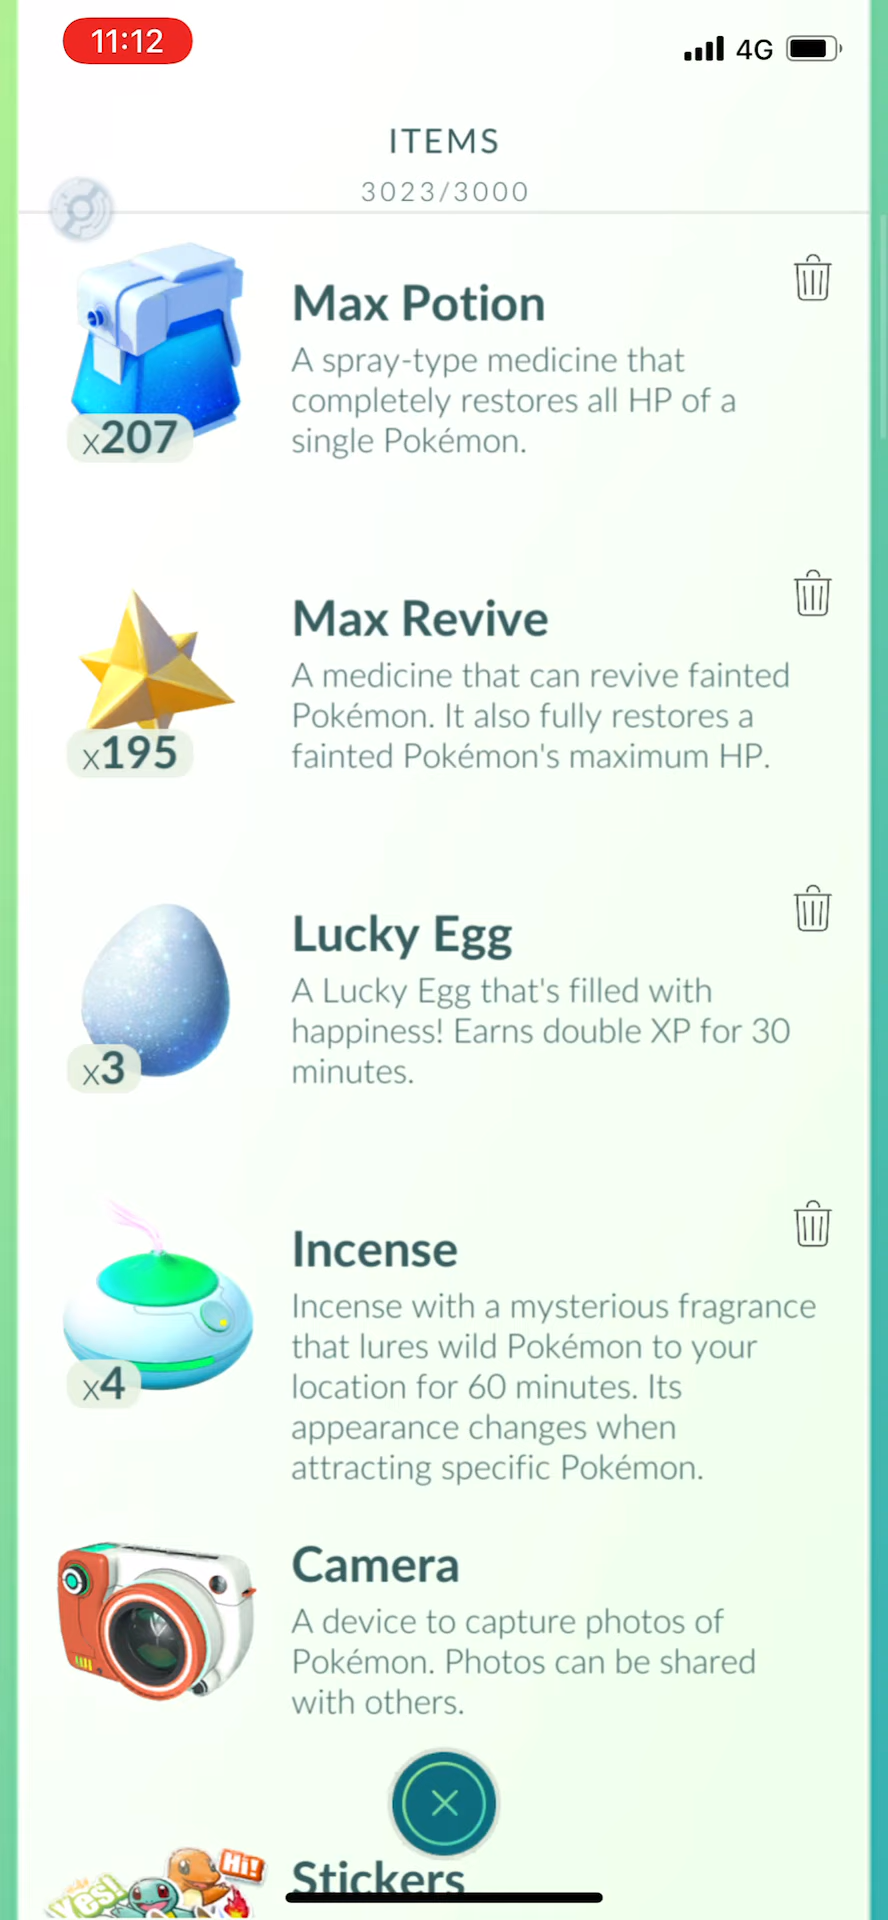 11:12
4G
ITEMS
3023/3000
Max Potion
A spray-type medicine that
completely restores all HP of a
single Pokémon.
x207
Max Revive
A medicine that can revive fainted
Pokémon. It also fully restores a
fainted Pokémon's maximum HP.
x195
Lucky Egg
A Lucky Egg that's filled with
happiness! Earns double XP for 30
minutes.
x3
Incense
Incense with a mysterious fragrance
that lures wild Pokémon to your
location for 60 minutes. Its
appearance changes when
attracting specific Pokémon.
x4
Camera
A device to capture photos of
Pokémon. Photos can be shared
with others.
Stickers
Hi!
Yes!